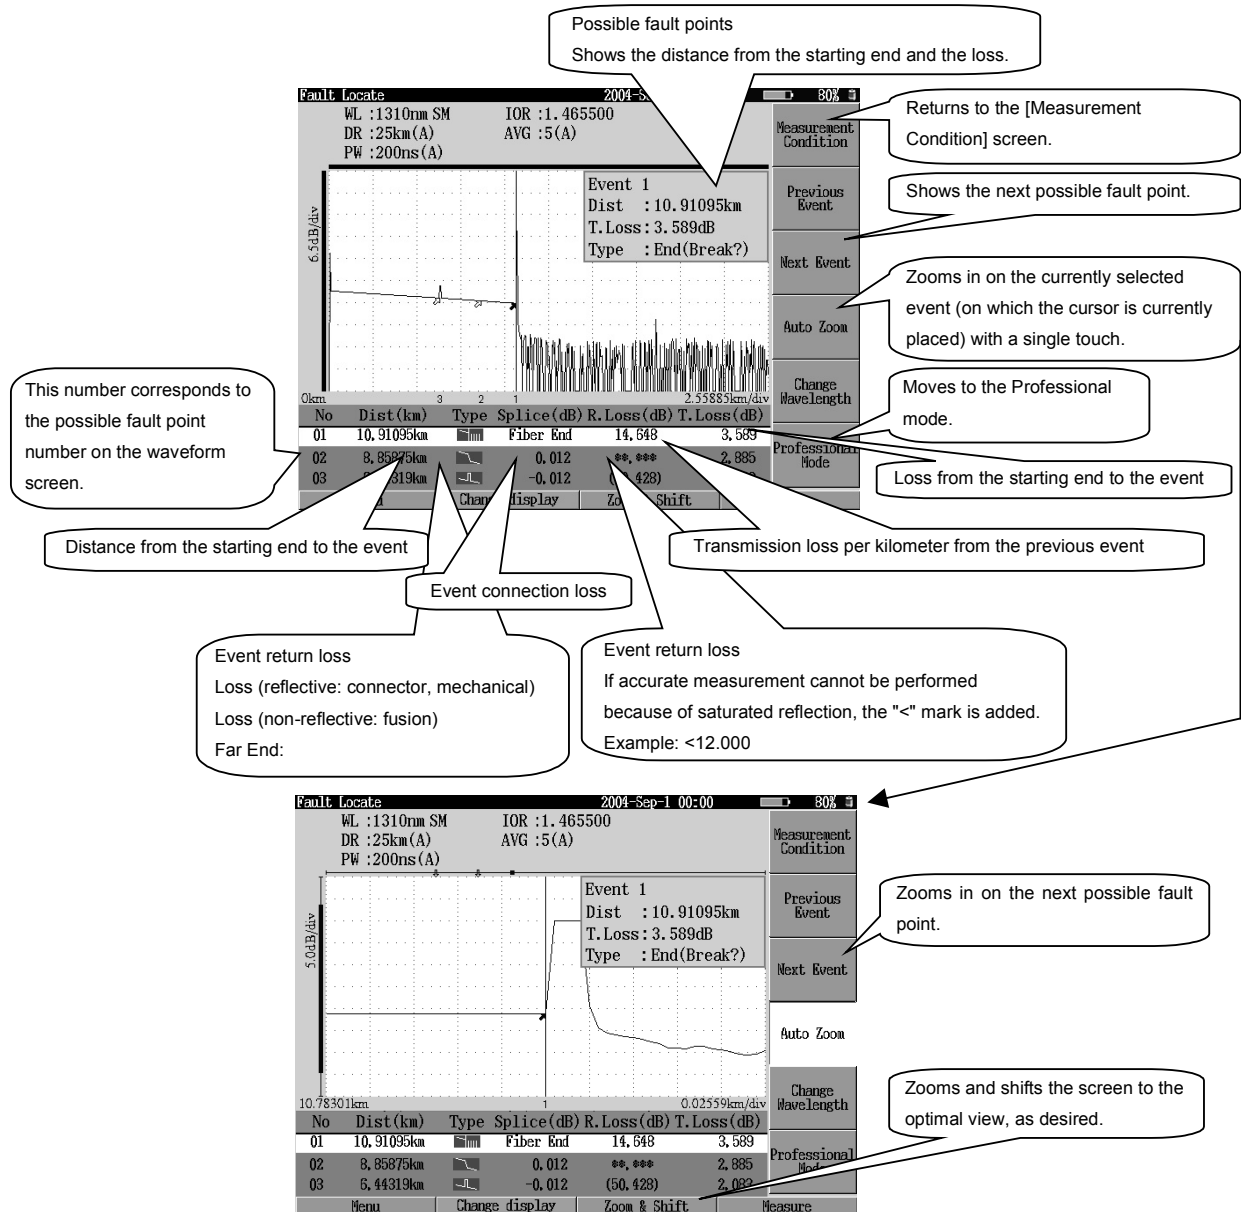 Possible fault points
Shows the distance from the starting end and the loss.
Fault Locate
80%
WL :1310nm SM IOR :1.465500
DR :25km(A) AVG :5(A)
PW :200ns(A)
Measurement
Condition
Previous
Event
Next Event
Auto Zoom
Change
Wavelength
Professional
Mode
Returns to the [Measurement
Condition] screen.
Shows the next possible fault point.
Zooms in on the currently selected
event (on which the cursor is currently
placed) with a single touch.
Moves to the Professional
mode.
Loss from the starting end to the event
6.5dB/div
Event 1
Dist :10.91095km
T.Loss:3.589dB
Type :End(Break?)
0km 3 2 1 2.55885km/div
No Dist(km) Type Splice(dB) R.Loss(dB) T.Loss(dB)
01 10.91095km Fiber End 14.648 3.589
02 8.85875km 0.012 **.*** 2.885
03 -0.012
This number corresponds to
the possible fault point
number on the waveform
screen.
Distance from the starting end to the event
Event connection loss
Transmission loss per kilometer from the previous event
Event return loss
Loss (reflective: connector, mechanical)
Loss (non-reflective: fusion)
Far End:
Event return loss
If accurate measurement cannot be performed
because of saturated reflection, the "<" mark is added.
Example: <12.000
Fault Locate 2004-Sep-1 00:00 80%
WL :1310nm SM IOR :1.465500
DR :25km(A) AVG :5(A)
PW :200ns(A)
Measurement
Condition
Previous
Event
Next Event
Auto Zoom
Change
Wavelength
Professional
5.0dB/div
Event 1
Dist :10.91095km
T.Loss:3.589dB
Type :End(Break?)
10.78301km 1 0.02559km/div
No Dist(km) Type Splice(dB) R.Loss(dB) T.Loss(dB)
01 10.91095km Fiber End 14.648 3.589
02 8.85875km 0.012 **.*** 2.885
03 6.44319km -0.012 (50.428)
Menu Change display Zoom & Shift Measure
Zooms in on the next possible fault
point.
Zooms and shifts the screen to the
optimal view, as desired.